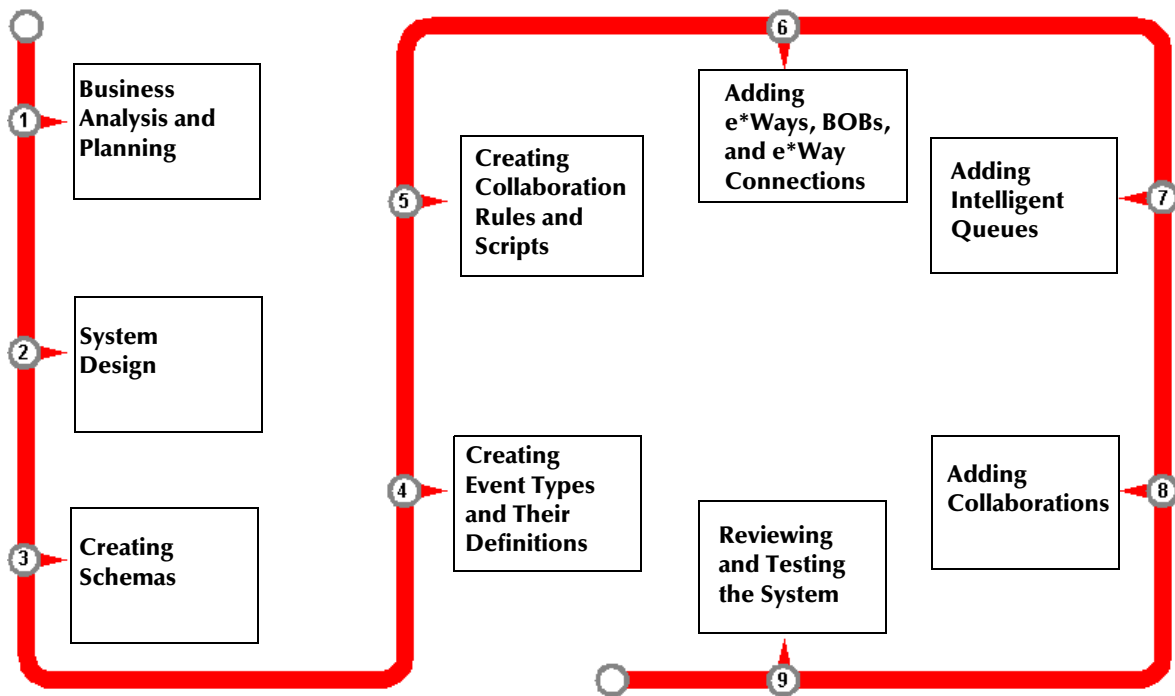 1
Business
Analysis and
Planning
2
System
Design
3
Creating
Schemas
4
Creating
Event Types
and Their
Definitions
5
Creating
Collaboration
Rules and
Scripts
6
Adding
e*Ways, BOBs,
and e*Way
Connections
7
Adding
Intelligent
Queues
8
Adding
Collaborations
9
Reviewing
and Testing
the System